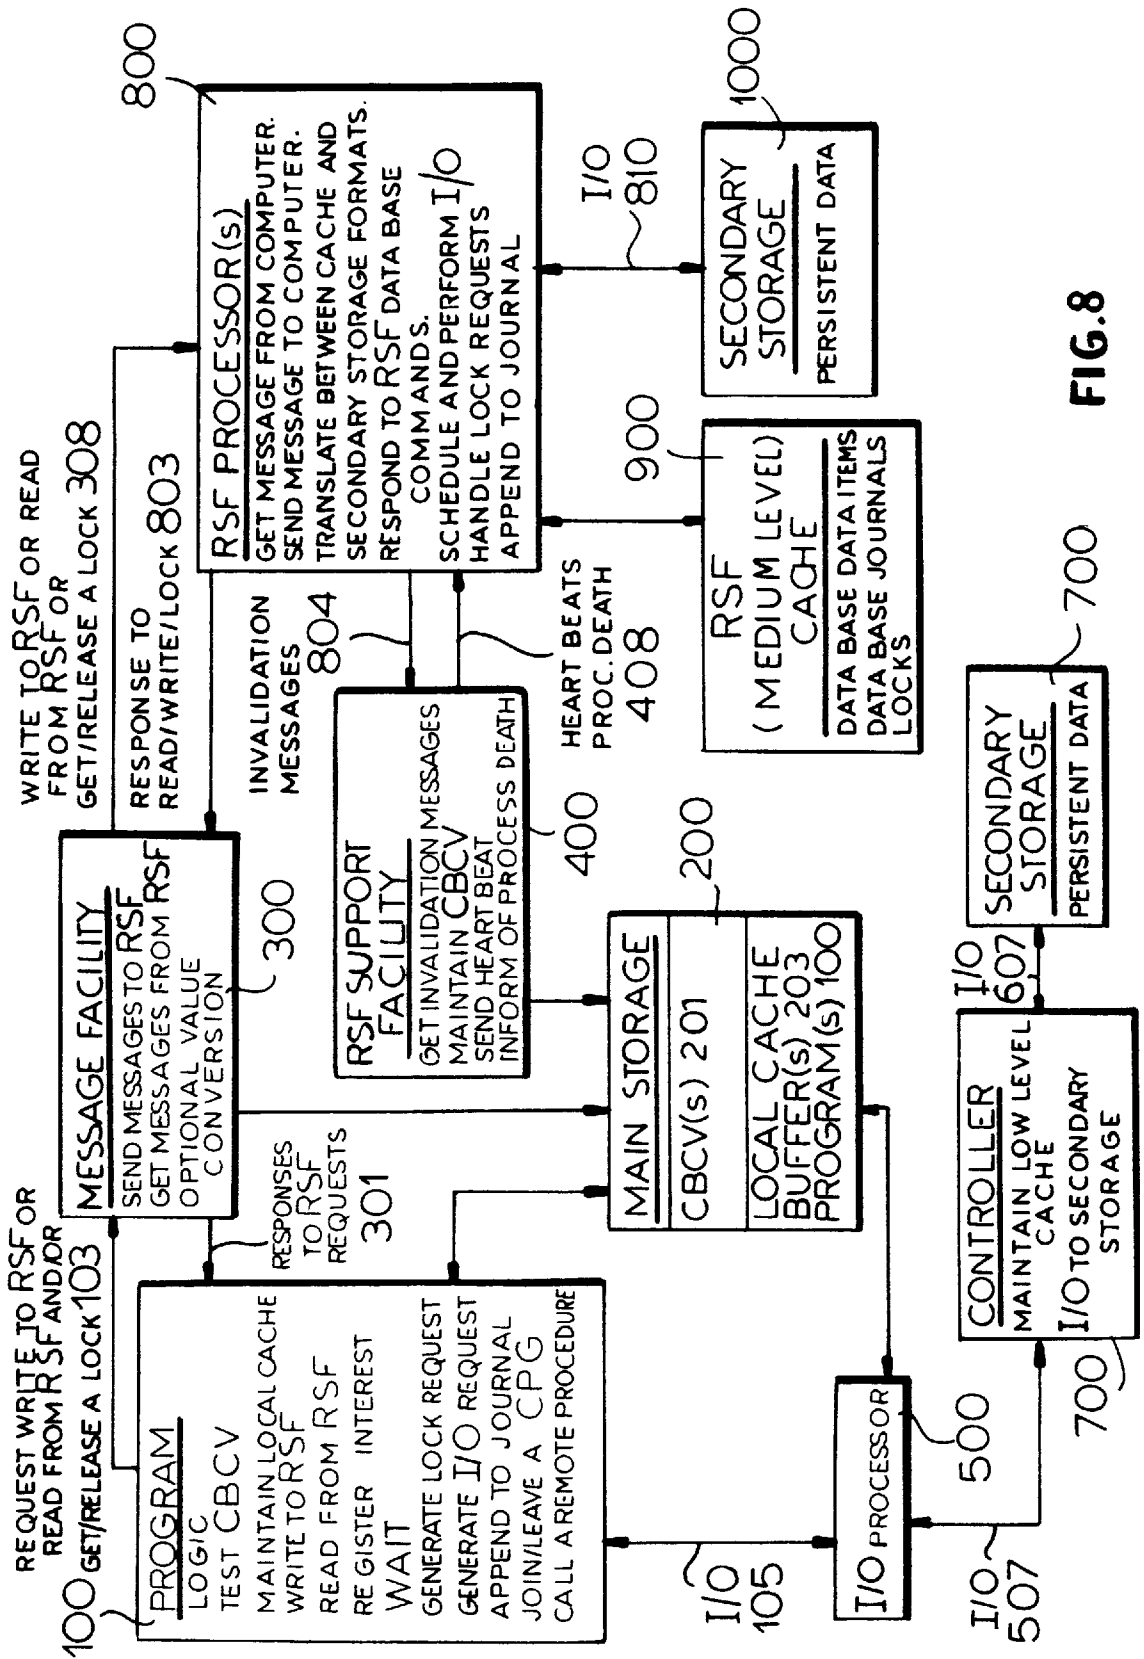 REQUEST WRITE TO RSF OR
READ FROM RSF AND/OR
GET/RELEASE A LOCK 103
100
PROGRAM
LOGIC
TEST CBCV
MAINTAIN LOCAL CACHE
WRITE TO RSF
READ FROM RSF
REGISTER INTEREST
WAIT
GENERATE LOCK REQUEST
GENERATE I/O REQUEST
APPEND TO JOURNAL
JOIN/LEAVE A CPG
CALL A REMOTE PROCEDURE
MESSAGE FACILITY
SEND MESSAGES TO RSF
GET MESSAGES FROM RSF
OPTIONAL VALUE
CONVERSION
300
RESPONSES
TO RSF
REQUESTS
301
WRITE TO RSF OR READ
FROM RSF OR
GET/RELEASE A LOCK 308
RESPONSE TO
READ/WRITE/LOCK 803
INVALIDATION
MESSAGES
804
800
RSF PROCESSOR(s)
GET MESSAGE FROM COMPUTER.
SEND MESSAGE TO COMPUTER.
TRANSLATE BETWEEN CACHE AND
SECONDARY STORAGE FORMATS.
RESPOND TO RSF DATA BASE
COMMANDS.
SCHEDULE AND PERFORM I/O
HANDLE LOCK REQUESTS
APPEND TO JOURNAL
RSF SUPPORT
FACILITY
GET INVALIDATION MESSAGES
MAINTAIN CBCV
SEND HEART BEAT
INFORM OF PROCESS DEATH
400
HEART BEATS
PROC. DEATH
408
I/O
810
MAIN STORAGE
CBCV(s) 201
LOCAL CACHE
BUFFER(s) 203
PROGRAM(s) 100
200
900
RSF
(MEDIUM LEVEL)
CACHE
DATA BASE DATA ITEMS
DATA BASE JOURNALS
LOCKS
1000
SECONDARY
STORAGE
PERSISTENT DATA
I/O
105
I/O PROCESSOR
500
I/O
507
CONTROLLER
MAINTAIN LOW LEVEL
CACHE
I/O TO SECONDARY
STORAGE
700
I/O
607
SECONDARY
STORAGE
PERSISTENT DATA
700
FIG.8